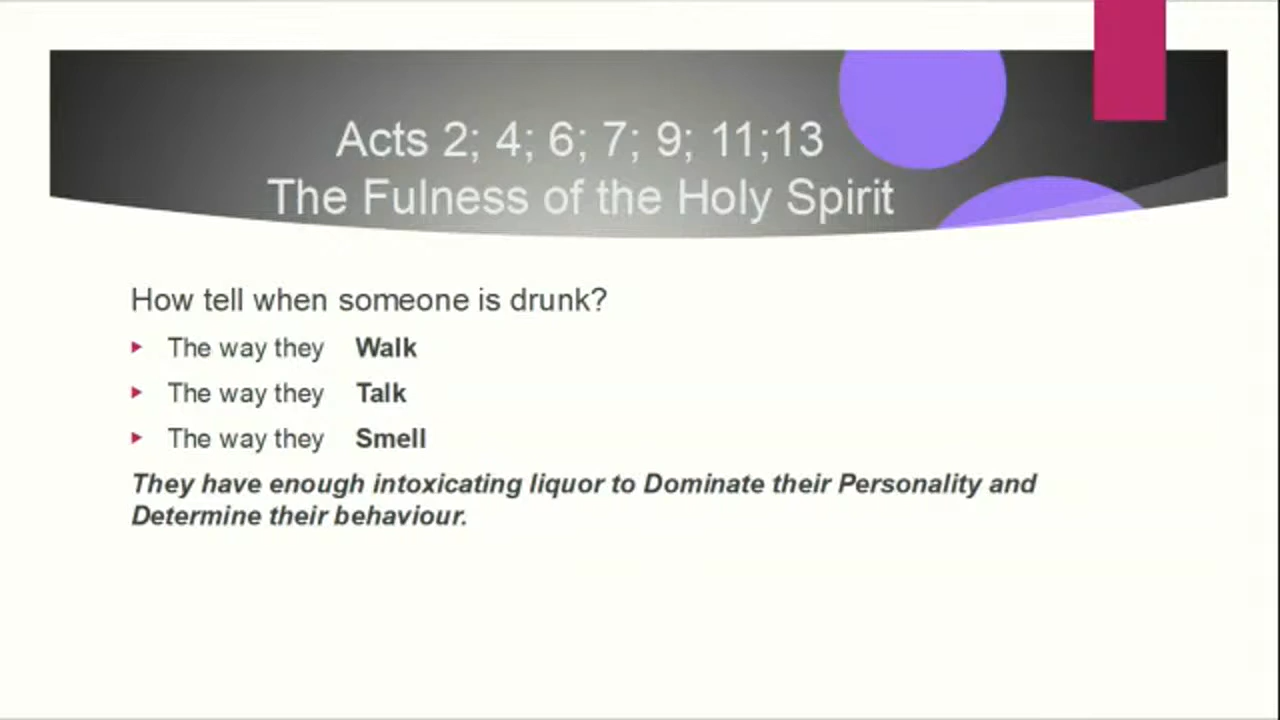 Acts 2; 4; 6; 7; 9; 11;13
The Fulness of the Holy Spirit
How tell when someone is drunk?
The way they Walk
The way they Talk
The way they Smell
They have enough intoxicating liquor to Dominate their Personality and
Determine their behaviour.